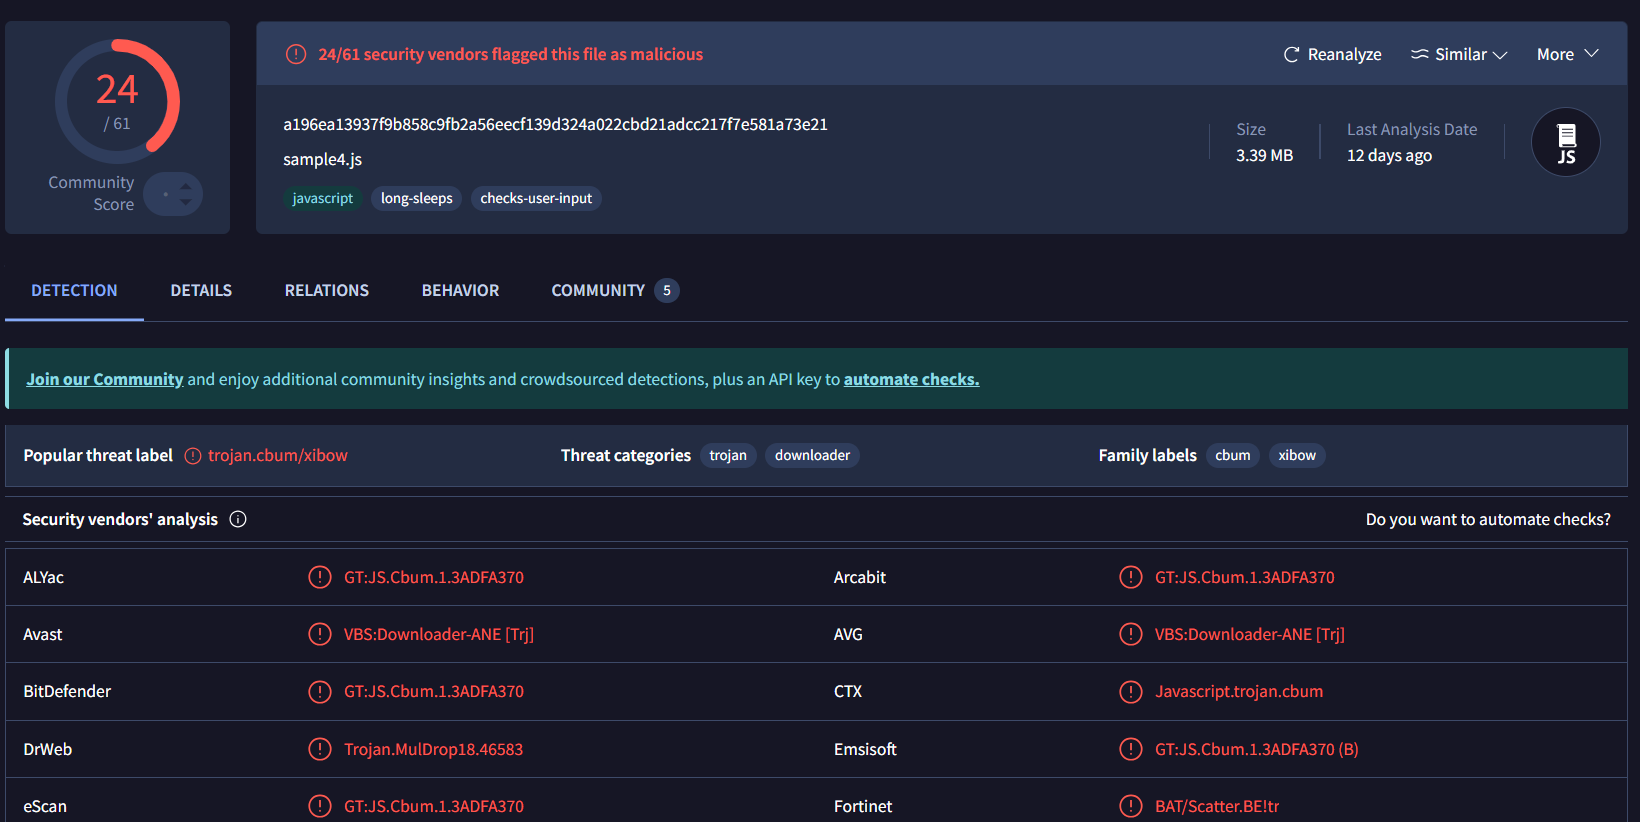 24
/ 61
Community
Score
24/61 security vendors flagged this file as malicious
Reanalyze
Similar
More
a196ea13937f9b858c9fb2a56eecf139d324a022cbd21adcc217f7e581a73e21
sample4.js
javascript long-sleeps checks-user-input
Size
3.39 MB
Last Analysis Date
12 days ago
JS
DETECTION DETAILS RELATIONS BEHAVIOR COMMUNITY 5
Join our Community and enjoy additional community insights and crowdsourced detections, plus an API key to automate checks.
Popular threat label trojan.cbum/xibow Threat categories trojan downloader Family labels cbum xibow
Security vendors' analysis Do you want to automate checks?
ALYac GT:JS.Cbum.1.3ADFA370 Arcabit GT:JS.Cbum.1.3ADFA370
Avast VBS:Downloader-ANE [Trj] AVG VBS:Downloader-ANE [Trj]
BitDefender GT:JS.Cbum.1.3ADFA370 CTX Javascript.trojan.cbum
DrWeb Trojan.MulDrop18.46583 Emsisoft GT:JS.Cbum.1.3ADFA370 (B)
eScan GT:JS.Cbum.1.3ADFA370 Fortinet BAT/Scatter.BE!tr